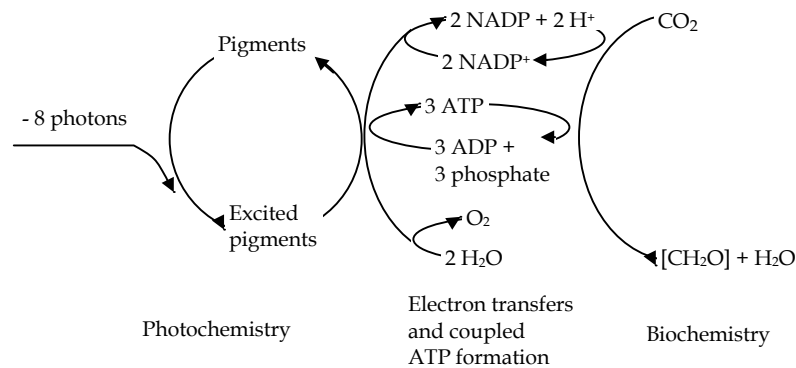 2 NADP + 2 H⁺
CO₂
Pigments
2 NADP⁺
- 8 photons
3 ATP
3 ADP +
3 phosphate
Excited
pigments
O₂
2 H₂O
[CH₂O] + H₂O
Photochemistry
Electron transfers
and coupled
ATP formation
Biochemistry